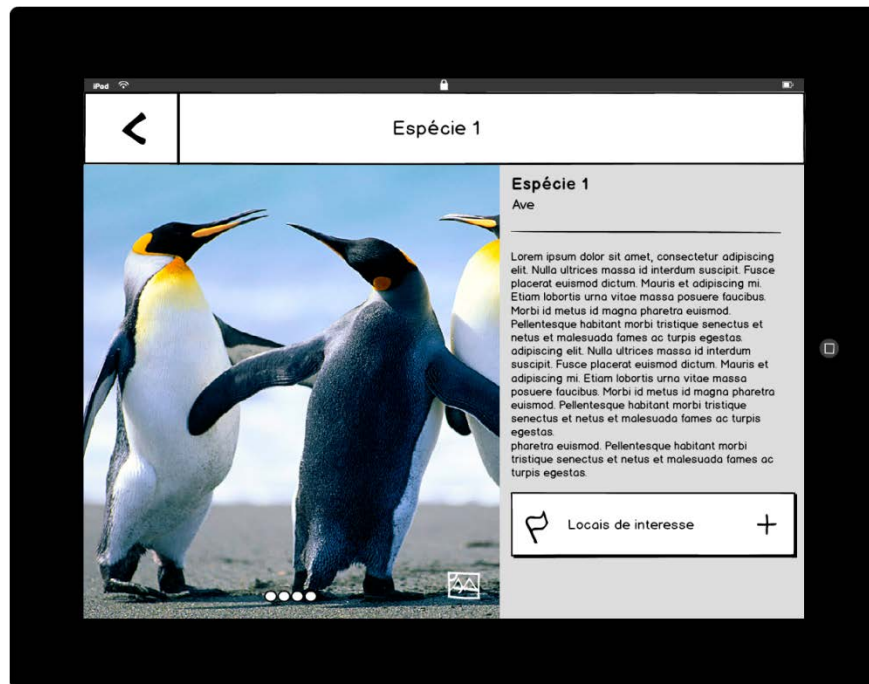 iPad
Espécie 1
Espécie 1
Ave
Lorem ipsum dolor sit amet, consectetur adipiscing
elit. Nulla ultrices massa id interdum suscipit. Fusce
placerat euismod dictum. Mauris et adipiscing mi.
Etiam lobortis urna vitae massa posuere faucibus.
Morbi id metus id magna pharetra euismod.
Pellentesque habitant morbi tristique senectus et
netus et malesuada fames ac turpis egestas.
adipiscing elit. Nulla ultrices massa id interdum
suscipit. Fusce placerat euismod dictum. Mauris et
adipiscing mi. Etiam lobortis urna vitae massa
posuere faucibus. Morbi id metus id magna pharetra
euismod. Pellentesque habitant morbi tristique
senectus et netus et malesuada fames ac turpis
egestas.
pharetra euismod. Pellentesque habitant morbi
tristique senectus et netus et malesuada fames ac
turpis egestas.
Locais de interesse